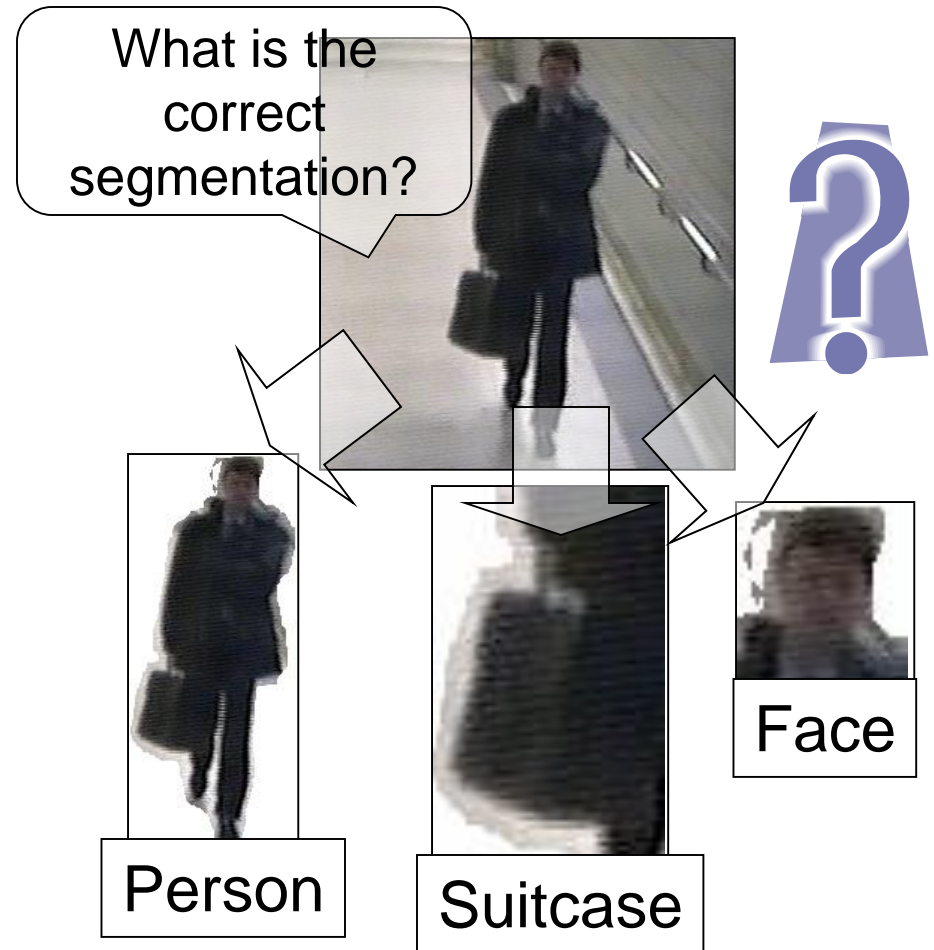 What is the
correct
segmentation?
?
Face
Person
Suitcase